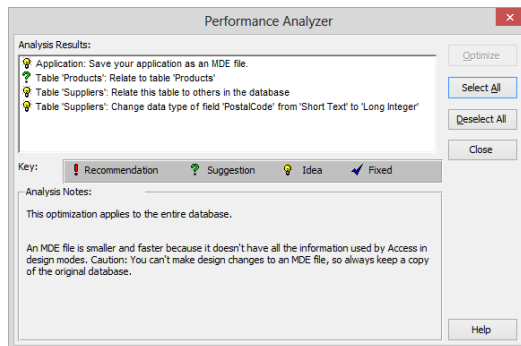 Performance Analyzer
Analysis Results:
Application: Save your application as an MDE file.
Table 'Products': Relate to table 'Products'
Table 'Suppliers': Relate this table to others in the database
Table 'Suppliers': Change data type of field 'PostalCode' from 'Short Text' to 'Long Integer'
Optimize
Select All
Deselect All
Close
Key: Recommendation Suggestion Idea Fixed
Analysis Notes:
This optimization applies to the entire database.
An MDE file is smaller and faster because it doesn't have all the information used by Access in
design modes. Caution: You can't make design changes to an MDE file, so always keep a copy
of the original database.
Help